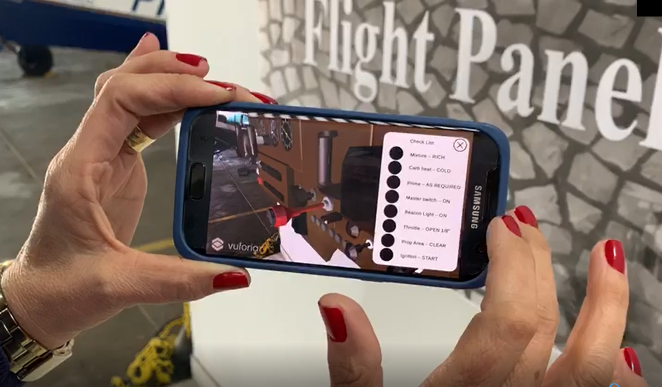 Flight Panel
Check List
Mixture - RICH
Carb heat - COLD
Prime - AS REQUIRED
Master switch - ON
Beacon Light - ON
Throttle - OPEN 1/8"
Prop Area - CLEAR
Ignition - START
SAMSUNG